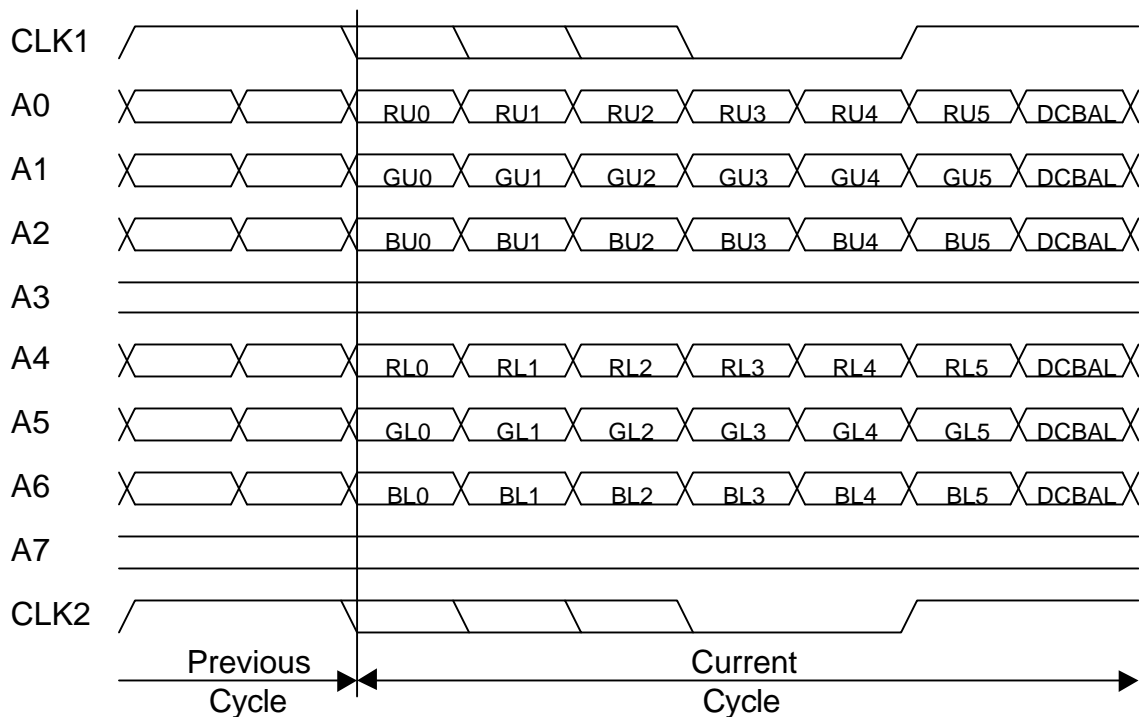 CLK1
A0 RU0 RU1 RU2 RU3 RU4 RU5 DCBAL
A1 GU0 GU1 GU2 GU3 GU4 GU5 DCBAL
A2 BU0 BU1 BU2 BU3 BU4 BU5 DCBAL
A3
A4 RL0 RL1 RL2 RL3 RL4 RL5 DCBAL
A5 GL0 GL1 GL2 GL3 GL4 GL5 DCBAL
A6 BL0 BL1 BL2 BL3 BL4 BL5 DCBAL
A7
CLK2
Previous Current
Cycle Cycle